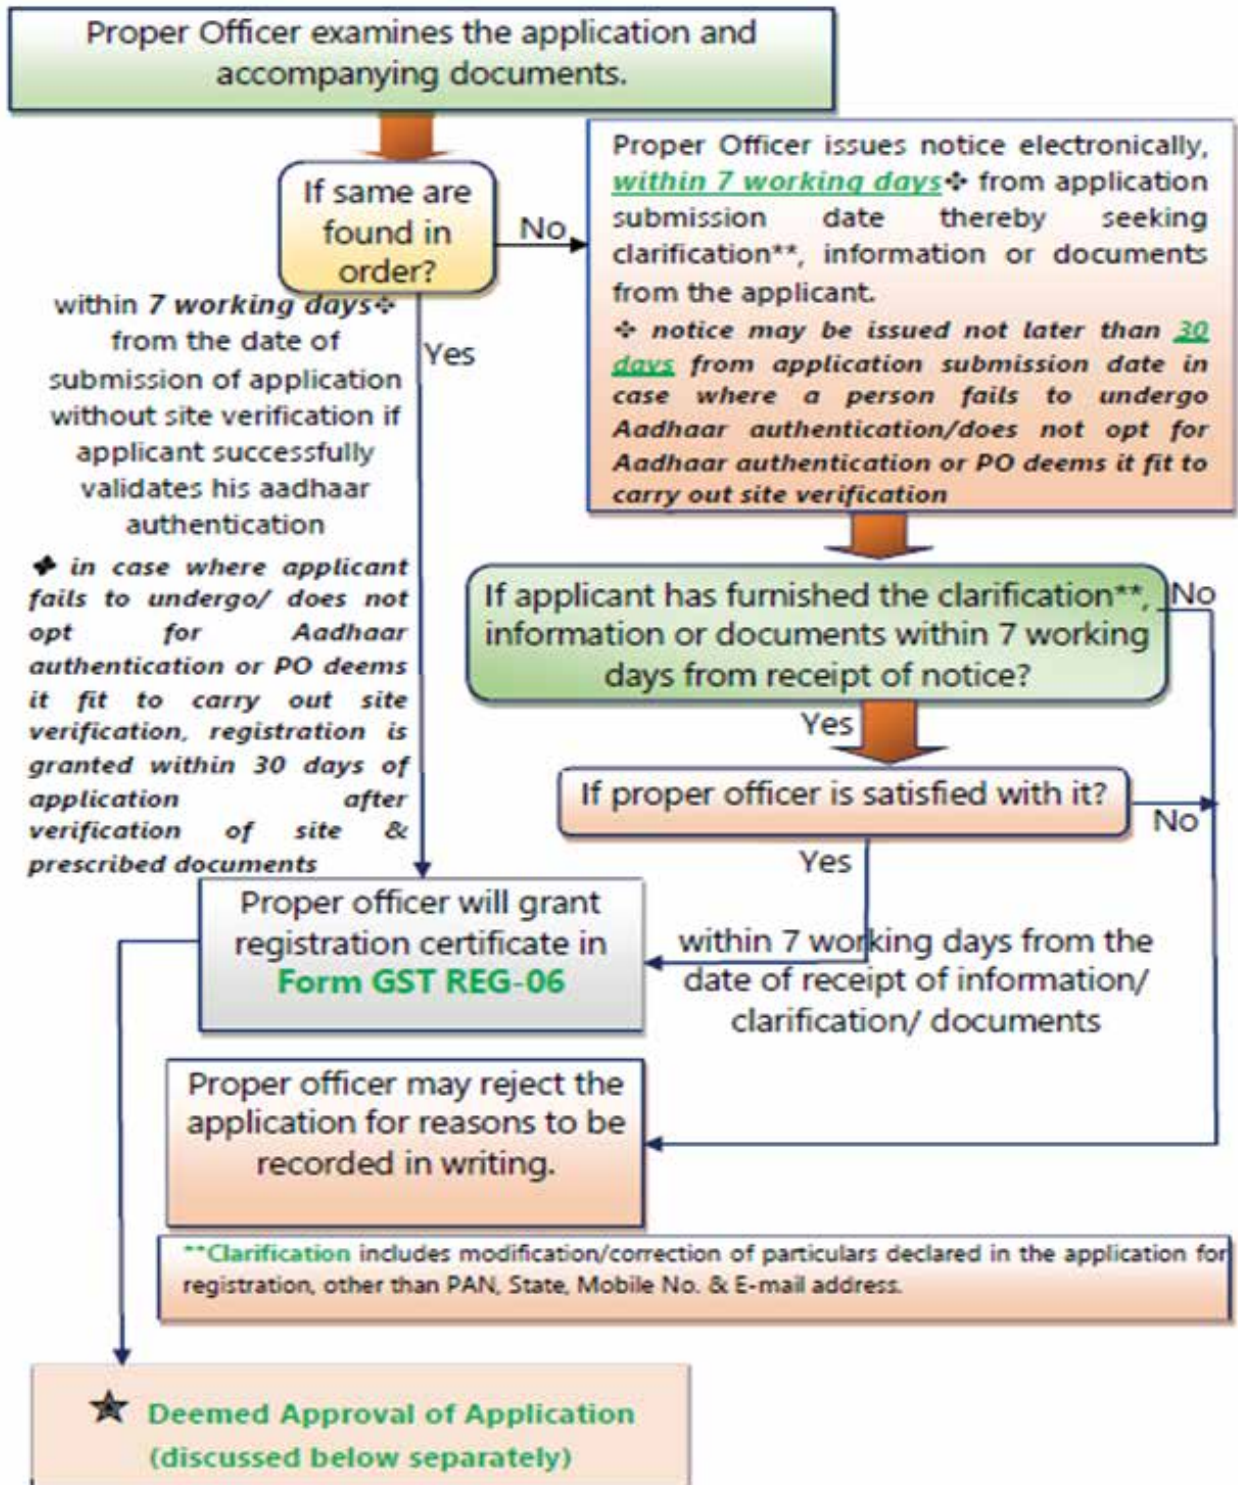 Proper Officer examines the application and
accompanying documents.
If same are
found in
order?
No
Proper Officer issues notice electronically,
within 7 working days❖ from application
submission date thereby seeking
clarification**, information or documents
from the applicant.
❖ notice may be issued not later than 30
days from application submission date in
case where a person fails to undergo
Aadhaar authentication/does not opt for
Aadhaar authentication or PO deems it fit to
carry out site verification
within 7 working days❖
from the date of
submission of application
without site verification if
applicant successfully
validates his aadhaar
authentication
Yes
❖ in case where applicant
fails to undergo/ does not
opt for Aadhaar
authentication or PO deems
it fit to carry out site
verification, registration is
granted within 30 days of
application after
verification of site &
prescribed documents
If applicant has furnished the clarification**,
information or documents within 7 working
days from receipt of notice?
No
Yes
If proper officer is satisfied with it?
No
Yes
Proper officer will grant
registration certificate in
Form GST REG-06
within 7 working days from the
date of receipt of information/
clarification/ documents
Proper officer may reject the
application for reasons to be
recorded in writing.
**Clarification includes modification/correction of particulars declared in the application for
registration, other than PAN, State, Mobile No. & E-mail address.
Deemed Approval of Application
(discussed below separately)